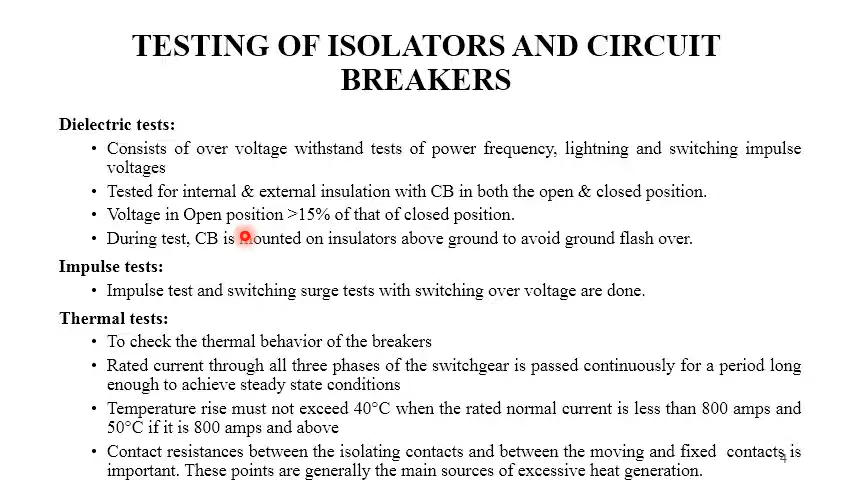 TESTING OF ISOLATORS AND CIRCUIT
BREAKERS
Dielectric tests:
• Consists of over voltage withstand tests of power frequency, lightning and switching impulse
voltages
• Tested for internal & external insulation with CB in both the open & closed position.
• Voltage in Open position >15% of that of closed position.
• During test, CB is mounted on insulators above ground to avoid ground flash over.
Impulse tests:
• Impulse test and switching surge tests with switching over voltage are done.
Thermal tests:
• To check the thermal behavior of the breakers
• Rated current through all three phases of the switchgear is passed continuously for a period long
enough to achieve steady state conditions
• Temperature rise must not exceed 40°C when the rated normal current is less than 800 amps and
50°C if it is 800 amps and above
• Contact resistances between the isolating contacts and between the moving and fixed contacts is
important. These points are generally the main sources of excessive heat generation.
4